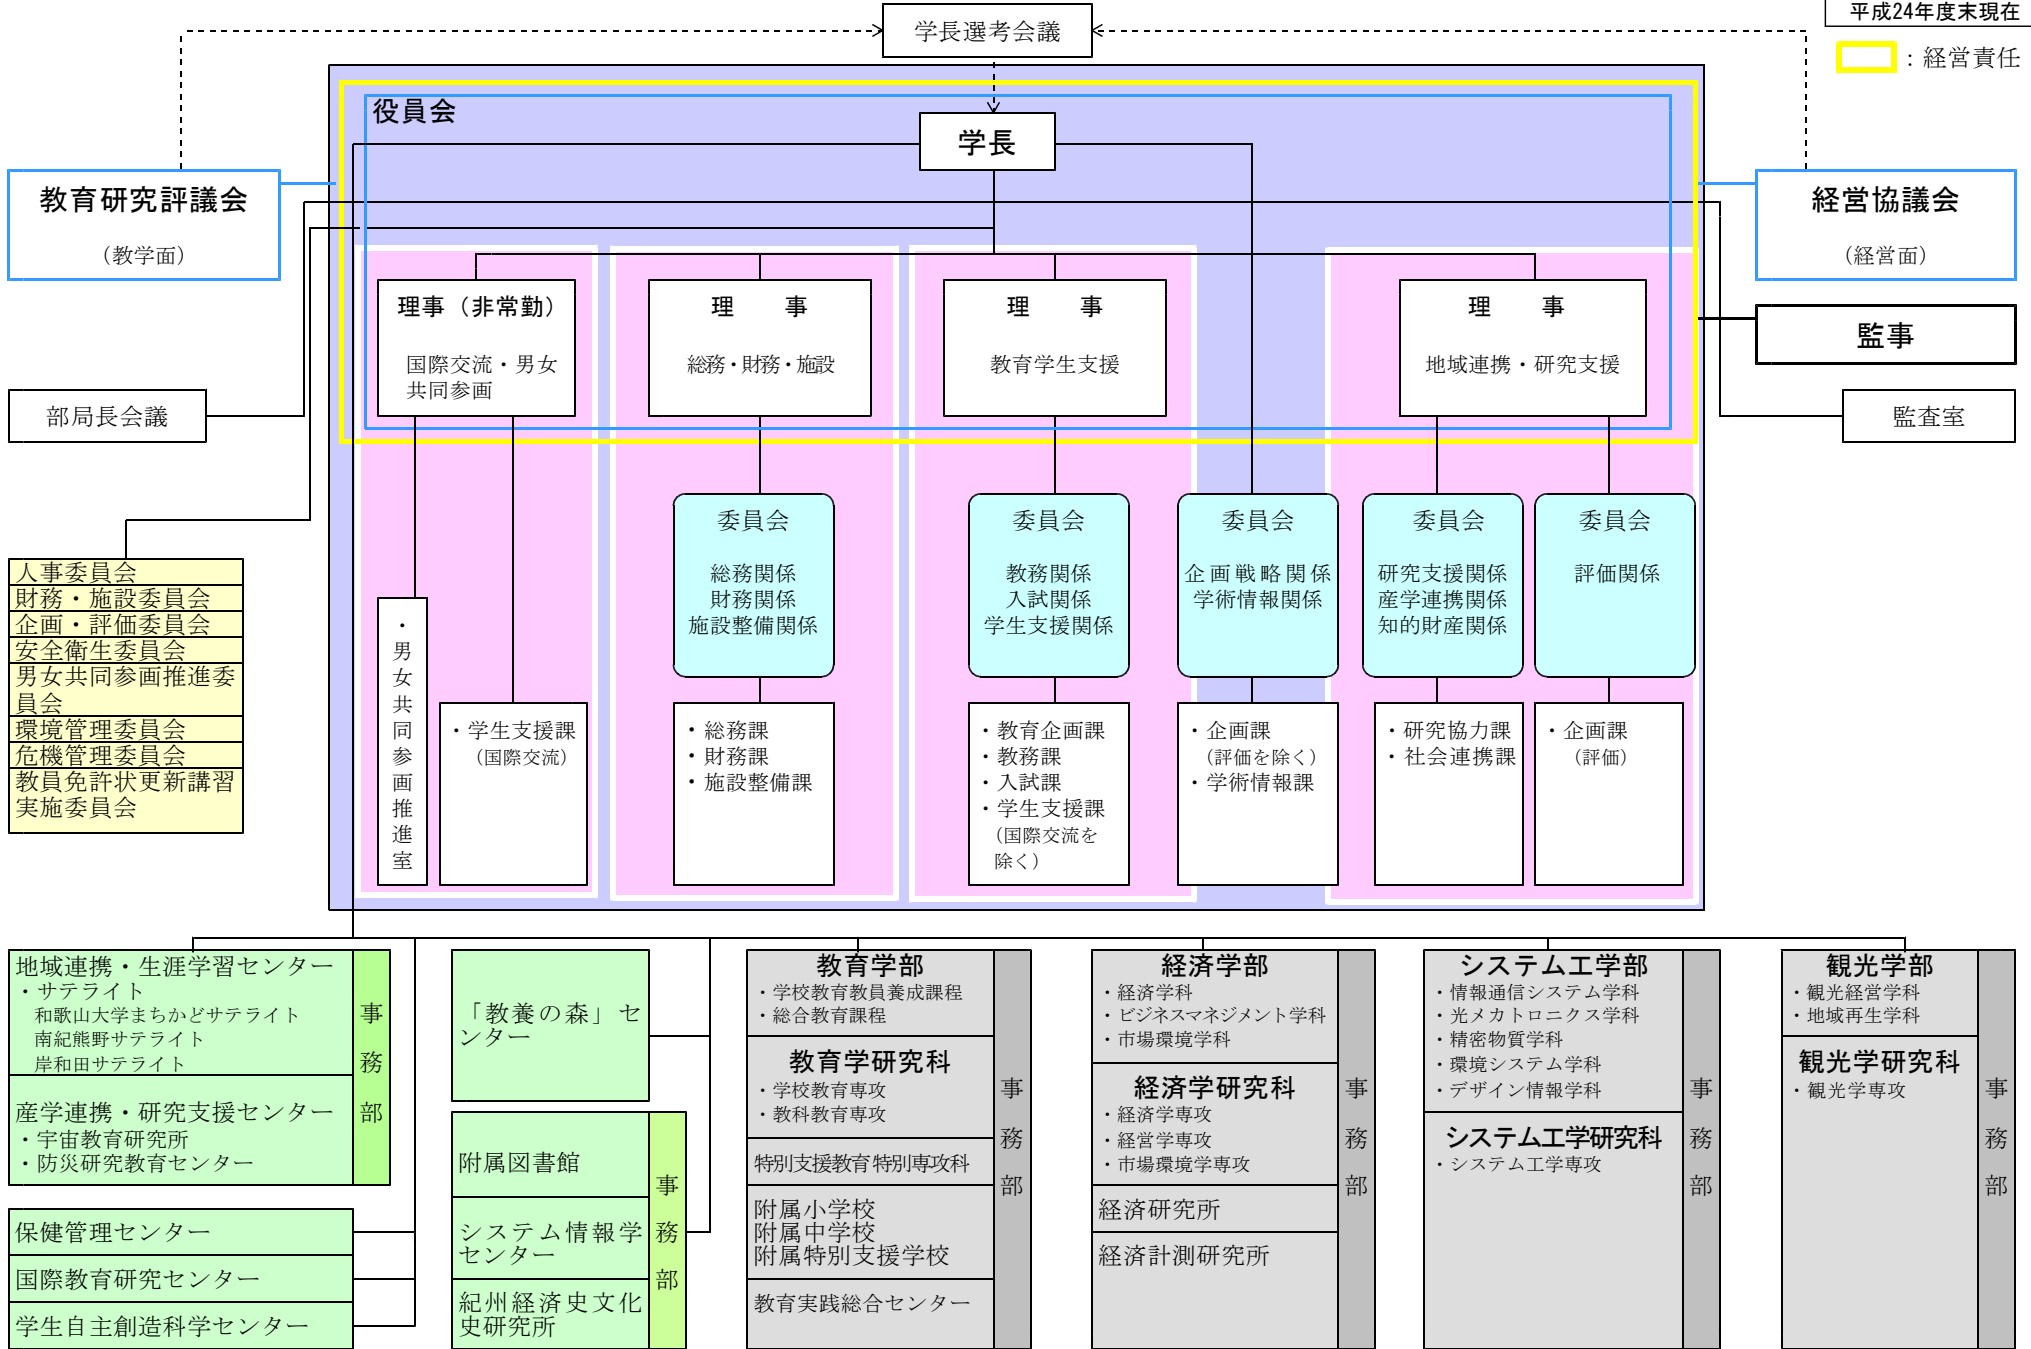 平成24年度末現在
：経営責任
学長選考会議
役員会
学長
教育研究評議会
（教学面）
経営協議会
（経営面）
理事（非常勤）
国際交流・男女
共同参画
理　事
総務・財務・施設
理　事
教育学生支援
理　事
地域連携・研究支援
監事
部局長会議
監査室
人事委員会
財務・施設委員会
企画・評価委員会
安全衛生委員会
男女共同参画推進委
員会
環境管理委員会
危機管理委員会
教員免許状更新講習
実施委員会
委員会
総務関係
財務関係
施設整備関係
委員会
教務関係
入試関係
学生支援関係
委員会
企画戦略関係
学術情報関係
委員会
研究支援関係
産学連携関係
知的財産関係
委員会
評価関係
・男女共同参画推進室
・学生支援課
（国際交流）
・総務課
・財務課
・施設整備課
・教育企画課
・教務課
・入試課
・学生支援課
（国際交流を
除く）
・企画課
（評価を除く）
・学術情報課
・研究協力課
・社会連携課
・企画課
（評価）
地域連携・生涯学習センター
・サテライト
和歌山大学まちかどサテライト
南紀熊野サテライト
岸和田サテライト
産学連携・研究支援センター
・宇宙教育研究所
・防災研究教育センター
事務部
保健管理センター
国際教育研究センター
学生自主創造科学センター
「教養の森」セ
ンター
附属図書館
システム情報学
センター
紀州経済史文化
史研究所
事務部
教育学部
・学校教育教員養成課程
・総合教育課程
教育学研究科
・学校教育専攻
・教科教育専攻
特別支援教育特別専攻科
附属小学校
附属中学校
附属特別支援学校
教育実践総合センター
事務部
経済学部
・経済学科
・ビジネスマネジメント学科
・市場環境学科
経済学研究科
・経済学専攻
・経営学専攻
・市場環境学専攻
経済研究所
経済計測研究所
事務部
システム工学部
・情報通信システム学科
・光メカトロニクス学科
・精密物質学科
・環境システム学科
・デザイン情報学科
システム工学研究科
・システム工学専攻
事務部
観光学部
・観光経営学科
・地域再生学科
観光学研究科
・観光学専攻
事務部